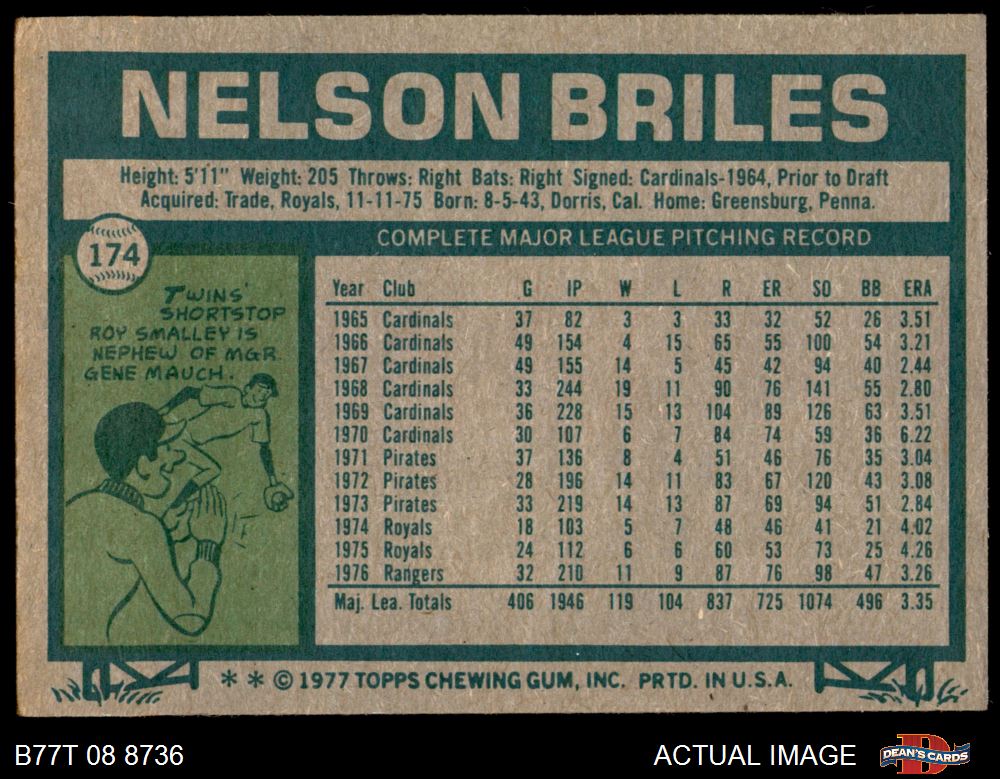 NELSON BRILES
Height: 5'11" Weight: 205 Throws: Right Bats: Right Signed: Cardinals-1964, Prior to Draft
Acquired: Trade, Royals, 11-11-75 Born: 8-5-43, Dorris, Cal. Home: Greensburg, Penna.
174
TWINS'
SHORTSTOP
ROY SMALLEY IS
NEPHEW OF MGR.
GENE MAUCH.
COMPLETE MAJOR LEAGUE PITCHING RECORD
Year Club G IP W L R ER SO BB ERA
1965 Cardinals 37 82 3 3 33 32 52 26 3.51
1966 Cardinals 49 154 4 15 65 55 100 54 3.21
1967 Cardinals 49 155 14 5 45 42 94 40 2.44
1968 Cardinals 33 244 19 11 90 76 141 55 2.80
1969 Cardinals 36 228 15 13 104 89 126 63 3.51
1970 Cardinals 30 107 6 7 84 74 59 36 6.22
1971 Pirates 37 136 8 4 51 46 76 35 3.04
1972 Pirates 28 196 14 11 83 67 120 43 3.08
1973 Pirates 33 219 14 13 87 69 94 51 2.84
1974 Royals 18 103 5 7 48 46 41 21 4.02
1975 Royals 24 112 6 6 60 53 73 25 4.26
1976 Rangers 32 210 11 9 87 76 98 47 3.26
Maj. Lea. Totals 406 1946 119 104 837 725 1074 496 3.35
* * © 1977 TOPPS CHEWING GUM, INC. PRTD. IN U.S.A.
B77T 08 8736
ACTUAL IMAGE
DEAN'S CARDS